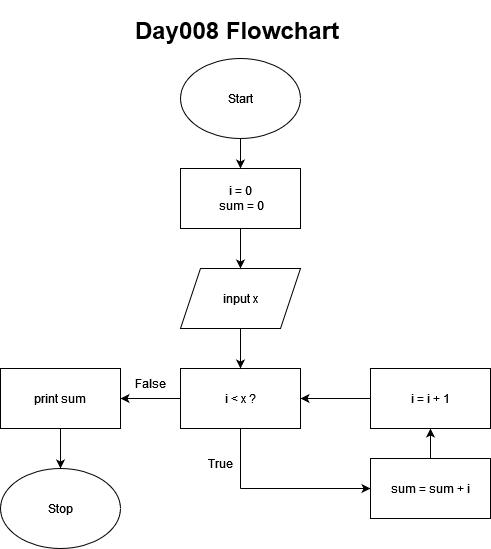 Day008 Flowchart
Start
i = 0
sum = 0
input x
i < x ?
False
print sum
Stop
True
sum = sum + i
i = i + 1